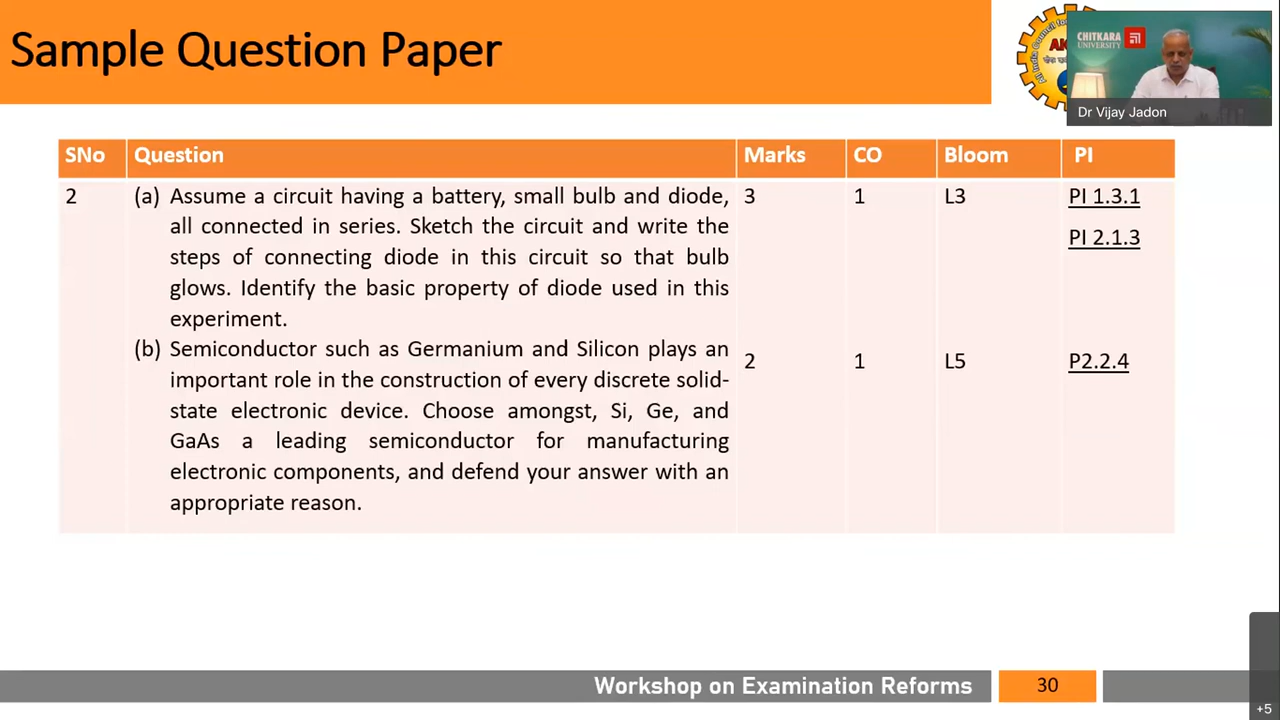 Sample Question Paper
CHITKARA
UNIVERSITY
Dr Vijay Jadon
SNo Question Marks CO Bloom PI
2 (a) Assume a circuit having a battery, small bulb and diode, 3 1 L3 PI 1.3.1
all connected in series. Sketch the circuit and write the
PI 2.1.3
steps of connecting diode in this circuit so that bulb
glows. Identify the basic property of diode used in this
experiment.
(b) Semiconductor such as Germanium and Silicon plays an 2 1 L5 P2.2.4
important role in the construction of every discrete solid-
state electronic device. Choose amongst, Si, Ge, and
GaAs a leading semiconductor for manufacturing
electronic components, and defend your answer with an
appropriate reason.
Workshop on Examination Reforms 30
+5